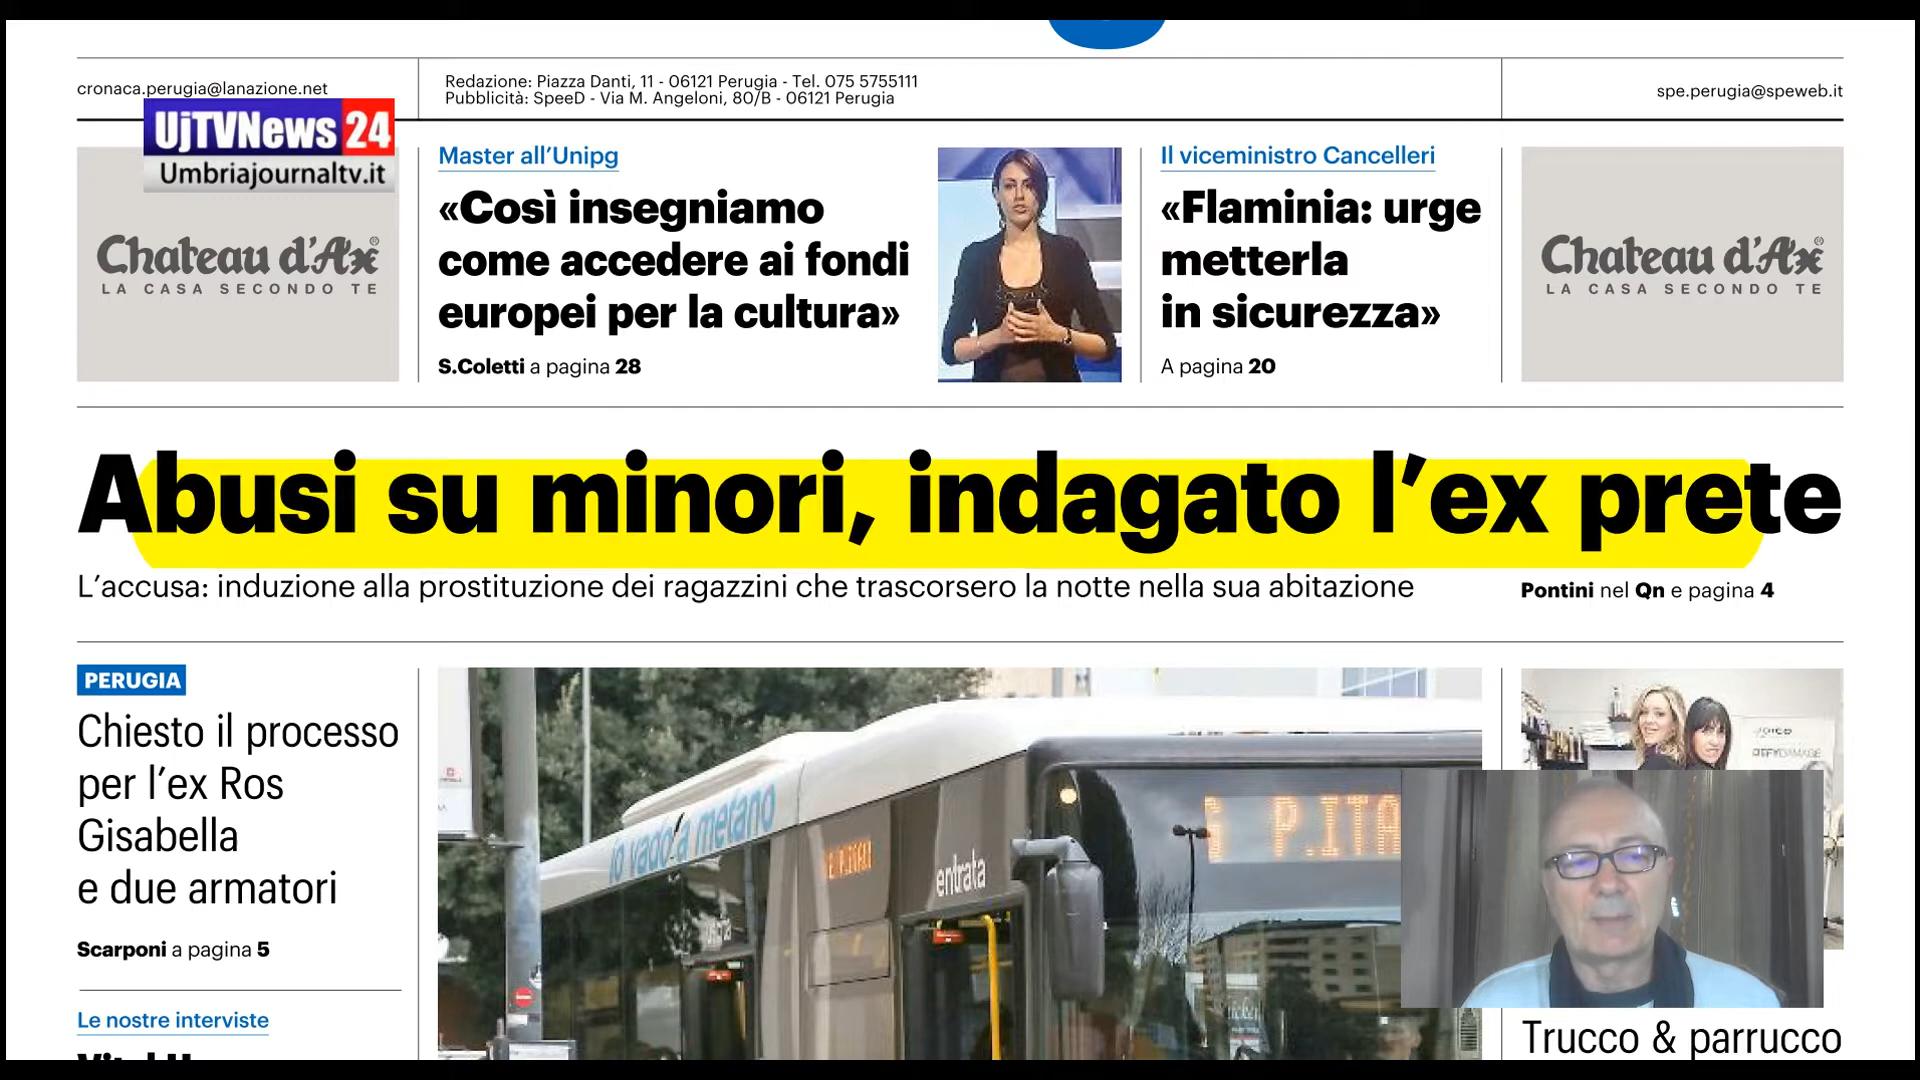 cronaca.perugia@lanazione.net
Redazione: Piazza Danti, 11 - 06121 Perugia - Tel. 075 5755111
Pubblicità: SpeeD - Via M. Angeloni, 80/B - 06121 Perugia
spe.perugia@speweb.it
UjTVNews 24
Umbriajournaltv.it
Chateau d'Ax®
LA CASA SECONDO TE
Master all'Unipg
«Così insegniamo
come accedere ai fondi
europei per la cultura»
S.Coletti a pagina 28
Il viceministro Cancelleri
«Flaminia: urge
metterla
in sicurezza»
A pagina 20
Chateau d'Ax®
LA CASA SECONDO TE
Abusi su minori, indagato l'ex prete
L'accusa: induzione alla prostituzione dei ragazzini che trascorsero la notte nella sua abitazione
Pontini nel Qn e pagina 4
PERUGIA
Chiesto il processo
per l'ex Ros
Gisabella
e due armatori
Scarponi a pagina 5
Le nostre interviste
io vado a metano
entrata
P.ITA
JOICO
DEFYDAMAGE
Trucco & parrucco